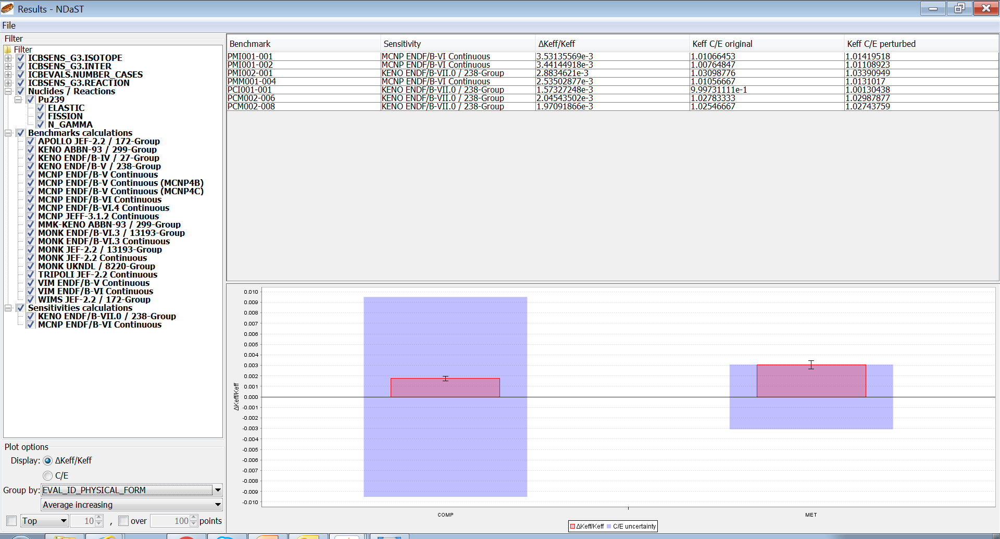 Results - NDaST
File
Filter
Filter
ICBSENS_G3.ISOTOPE
ICBSENS_G3.INTER
ICBEVALS.NUMBER_CASES
ICBSENS_G3.REACTION
Nuclides / Reactions
Pu239
ELASTIC
FISSION
N_GAMMA
Benchmarks calculations
APOLLO JEF-2.2 / 172-Group
KENO ABBN-93 / 299-Group
KENO ENDF/B-IV / 27-Group
KENO ENDF/B-V / 238-Group
MCNP ENDF/B-V Continuous
MCNP ENDF/B-V Continuous (MCNP4B)
MCNP ENDF/B-V Continuous (MCNP4C)
MCNP ENDF/B-VI Continuous
MCNP ENDF/B-VI.4 Continuous
MCNP JEFF-3.1.2 Continuous
MMK-KENO ABBN-93 / 299-Group
MONK ENDF/B-VI.3 / 13193-Group
MONK ENDF/B-VI.3 Continuous
MONK JEF-2.2 / 13193-Group
MONK JEF-2.2 Continuous
MONK UKNDL / 8220-Group
TRIPOLI JEF-2.2 Continuous
VIM ENDF/B-V Continuous
VIM ENDF/B-VI Continuous
WIMS JEF-2.2 / 172-Group
Sensitivities calculations
KENO ENDF/B-VII.0 / 238-Group
MCNP ENDF/B-VI Continuous
Plot options
Display: ΔKeff/Keff
C/E
Group by: EVAL_ID_PHYSICAL_FORM
Average increasing
Top 10 , over 100 points
Benchmark Sensitivity ΔKeff/Keff Keff C/E original Keff C/E perturbed
PMI001-001 MCNP ENDF/B-VI Continuous 3.53135569e-3 1.01066453 1.01419518
PMI001-002 MCNP ENDF/B-VI Continuous 3.44144918e-3 1.00764847 1.01108923
PMI002-001 KENO ENDF/B-VII.0 / 238-Group 2.8834621e-3 1.03098776 1.03390949
PMM001-004 MCNP ENDF/B-VI Continuous 2.53502877e-3 1.01056667 1.0131017
PCI001-001 KENO ENDF/B-VII.0 / 238-Group 1.57327248e-3 9.99731111e-1 1.00130438
PCM002-006 KENO ENDF/B-VII.0 / 238-Group 2.04543502e-3 1.02783333 1.02987877
PCM002-008 KENO ENDF/B-VII.0 / 238-Group 1.97091866e-3 1.02546667 1.02743759
0.010
0.009
0.008
0.007
0.006
0.005
0.004
0.003
0.002
0.001
0.000
-0.001
-0.002
-0.003
-0.004
-0.005
-0.006
-0.007
-0.008
-0.009
-0.010
ΔKeff/Keff
COMP MET
ΔKeff/Keff C/E uncertainty